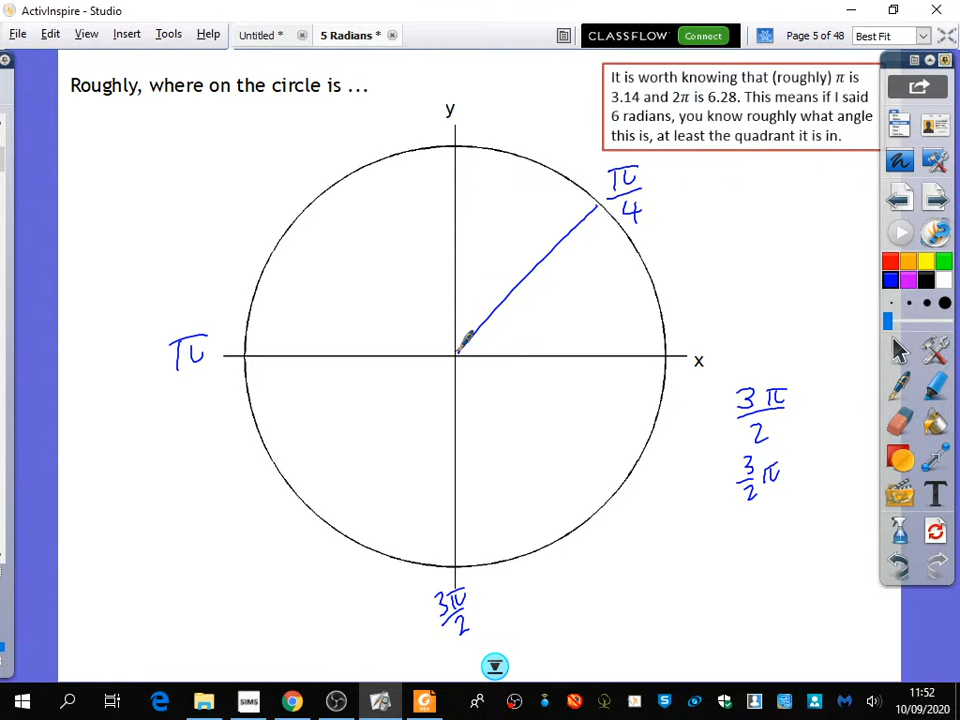 ActivInspire - Studio
File Edit View Insert Tools Help
Untitled *
5 Radians *
CLASSFLOW
Connect
Page 5 of 48
Best Fit
Roughly, where on the circle is ...
It is worth knowing that (roughly) π is
3.14 and 2π is 6.28. This means if I said
6 radians, you know roughly what angle
this is, at least the quadrant it is in.
y
π/4
π
x
3π/2
3/2 π
3π/2
T
SIMS
11:52
10/09/2020